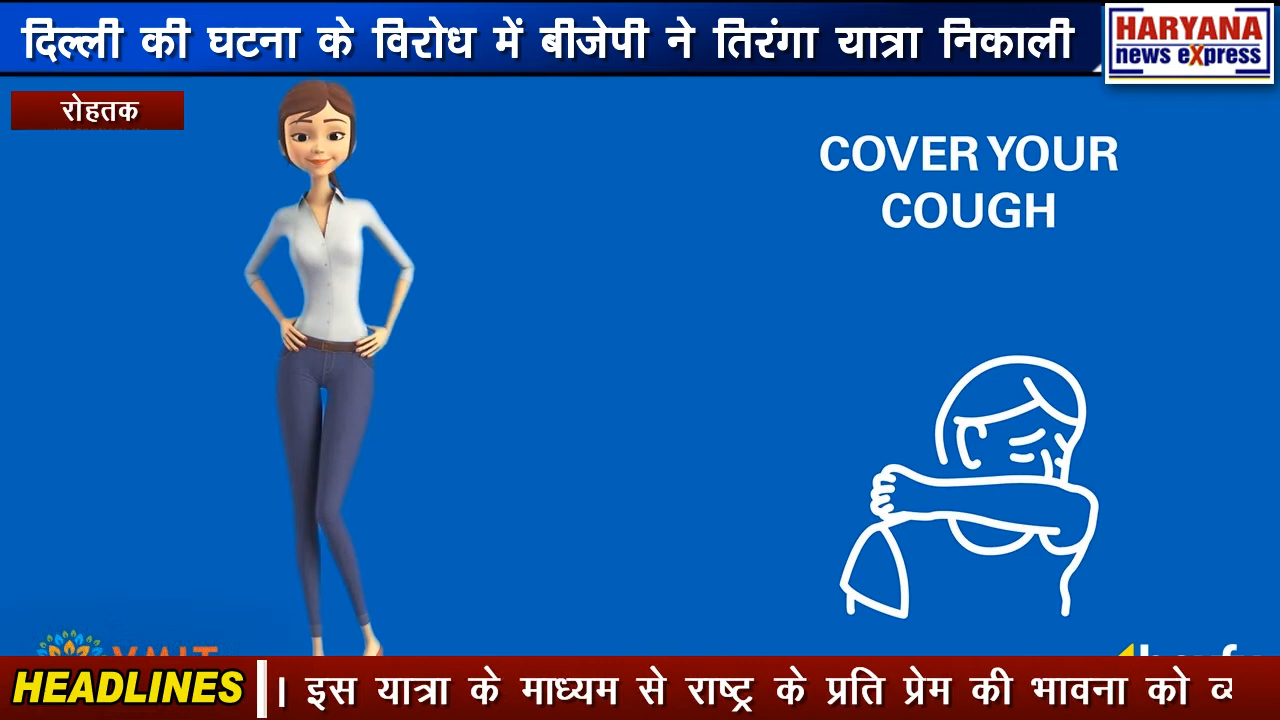 दिल्ली की घटना के विरोध में बीजेपी ने तिरंगा यात्रा निकाली
HARYANA
news eXpress
रोहतक
COVER YOUR
COUGH
HEADLINES
। इस यात्रा के माध्यम से राष्ट्र के प्रति प्रेम की भावना को